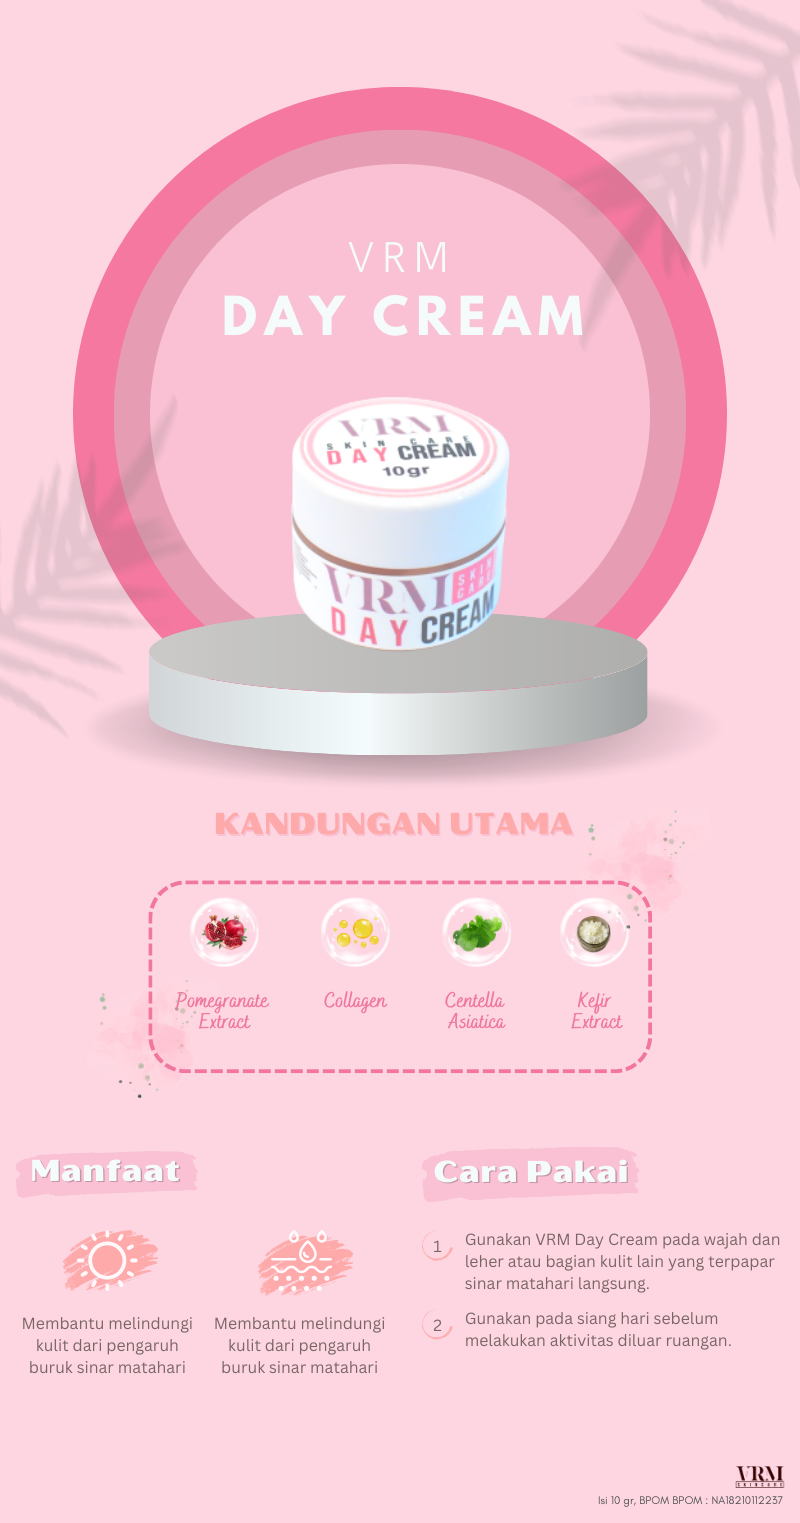 VRM
DAY CREAM
VRM
SKIN CARE
DAY CREAM
10gr
VRM SKIN CARE
DAY CREAM
KANDUNGAN UTAMA
Pomegranate
Extract
Collagen
Centella
Asiatica
Kefir
Extract
Manfaat
Membantu melindungi
kulit dari pengaruh
buruk sinar matahari
Membantu melindungi
kulit dari pengaruh
buruk sinar matahari
Cara Pakai
1 Gunakan VRM Day Cream pada wajah dan
leher atau bagian kulit lain yang terpapar
sinar matahari langsung.
2 Gunakan pada siang hari sebelum
melakukan aktivitas diluar ruangan.
VRM
SKINCARE
Isi 10 gr, BPOM BPOM : NA18210112237